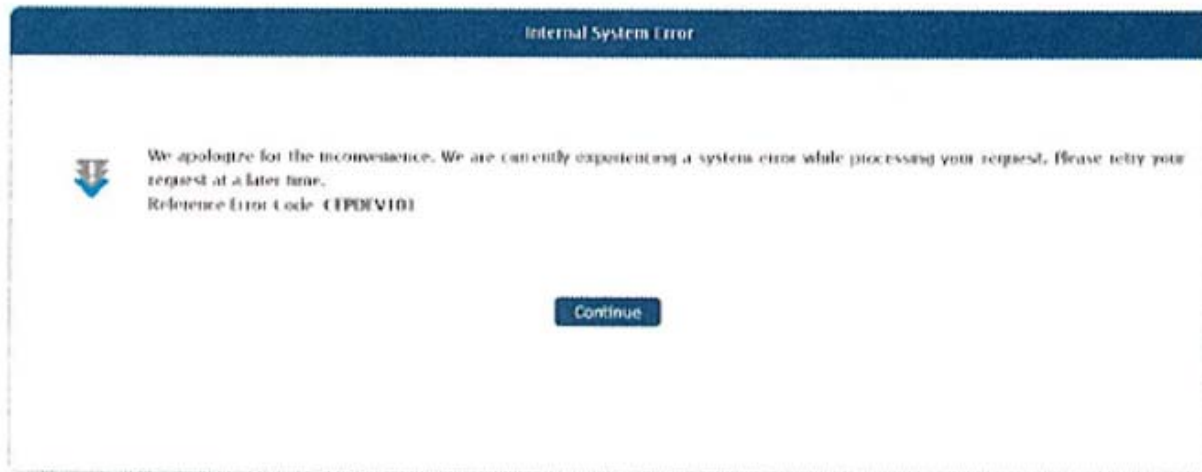 Internal System Error
We apologize for the inconvenience. We are currently experiencing a system error while processing your request. Please retry your
request at a later time.
Reference Error Code
Continue